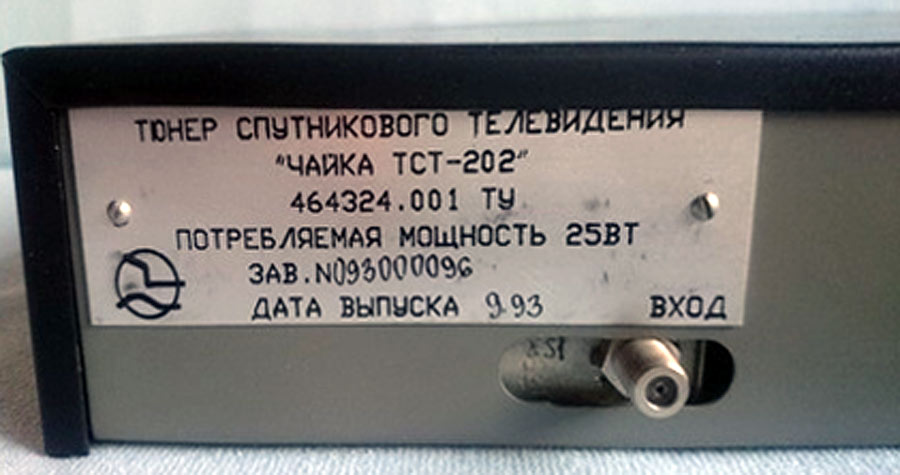 ТЮНЕР СПУТНИКОВОГО ТЕЛЕВИДЕНИЯ
"ЧАЙКА ТСТ-202"
464324.001 ТУ
ПОТРЕБЛЯЕМАЯ МОЩНОСТЬ 25ВТ
ЗАВ.N093000096
ДАТА ВЫПУСКА 9.93 ВХОД